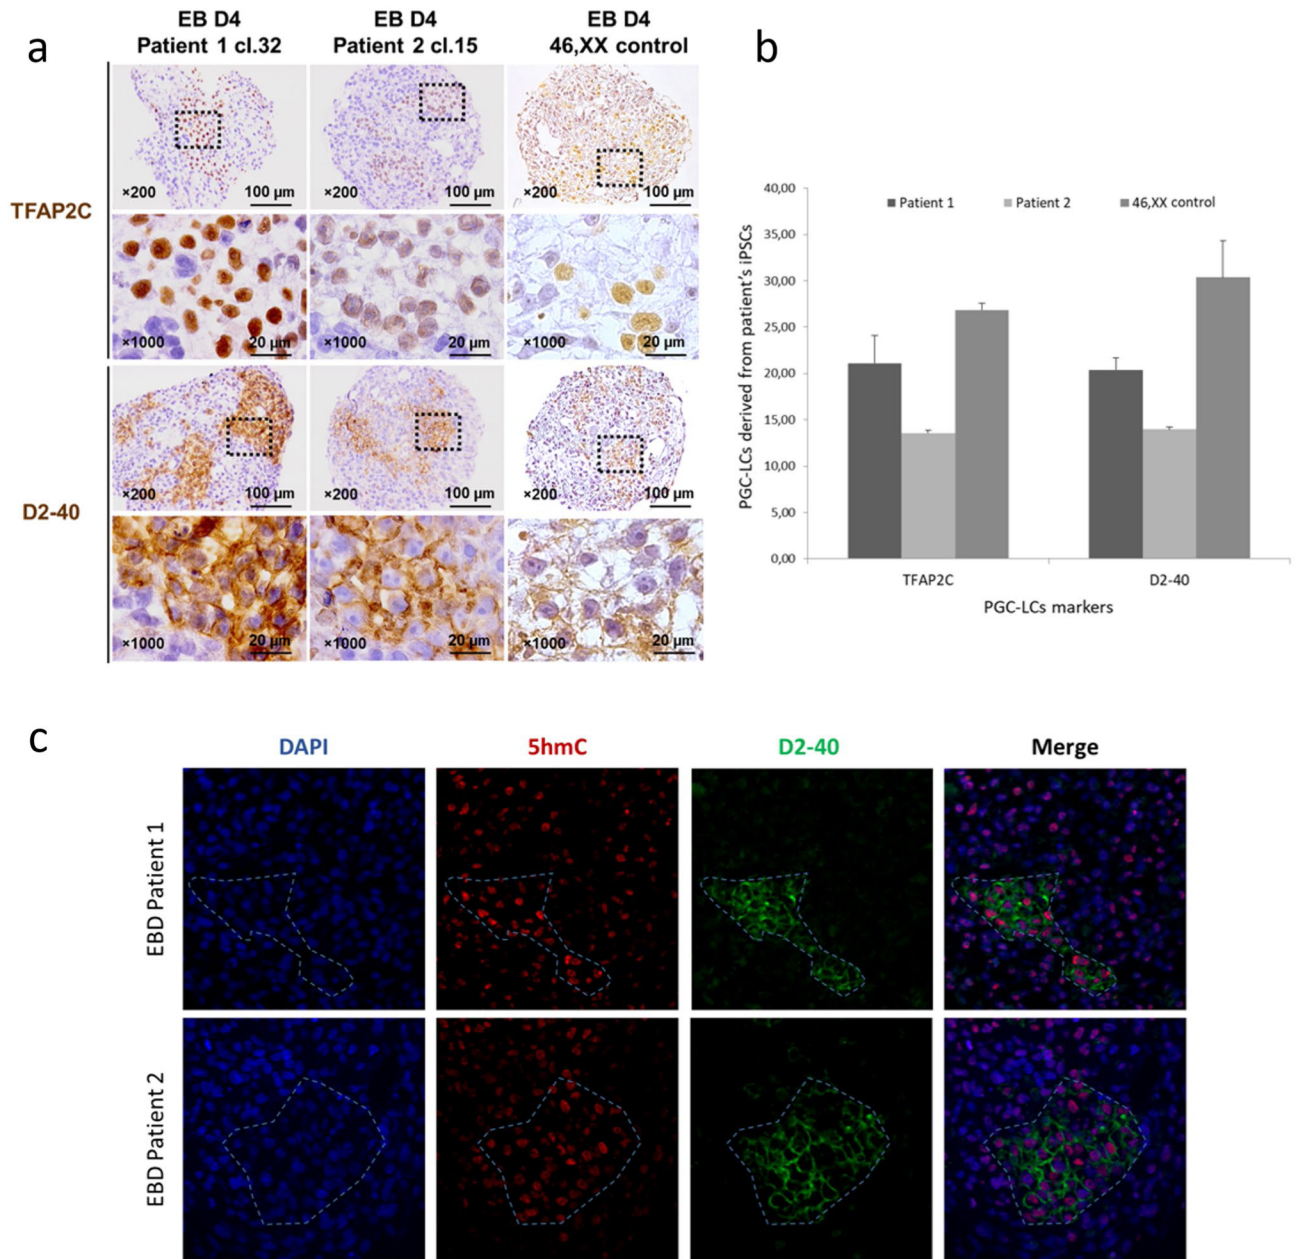 a
EB D4
Patient 1 cl.32
EB D4
Patient 2 cl.15
EB D4
46,XX control
TFAP2C
×200
100 µm
×200
100 µm
×200
100 µm
×1000
20 µm
×1000
20 µm
×1000
20 µm
D2-40
×200
100 µm
×200
100 µm
×200
100 µm
×1000
20 µm
×1000
20 µm
×1000
20 µm
b
PGC-LCs derived from patient's iPSCs
40,00
35,00
30,00
25,00
20,00
15,00
10,00
5,00
0,00
Patient 1
Patient 2
46,XX control
TFAP2C
D2-40
PGC-LCs markers
c
DAPI
5hmC
D2-40
Merge
EBD Patient 1
EBD Patient 2